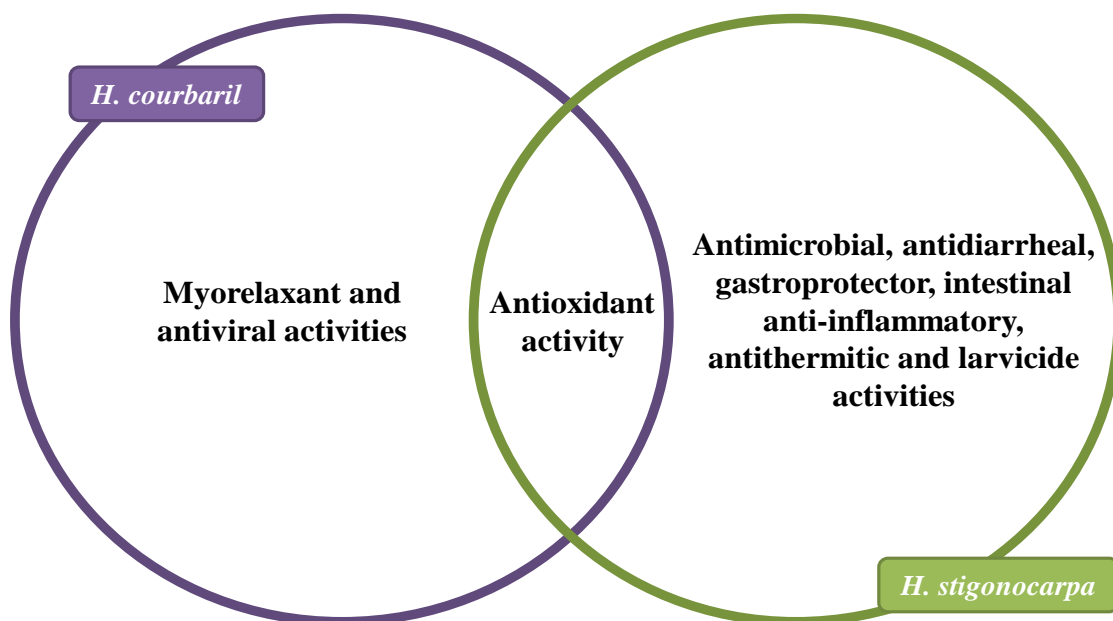 H. courbaril
Myorelaxant and
antiviral activities
Antioxidant
activity
Antimicrobial, antidiarrheal,
gastroprotector, intestinal
anti-inflammatory,
antithermitic and larvicide
activities
H. stigonocarpa